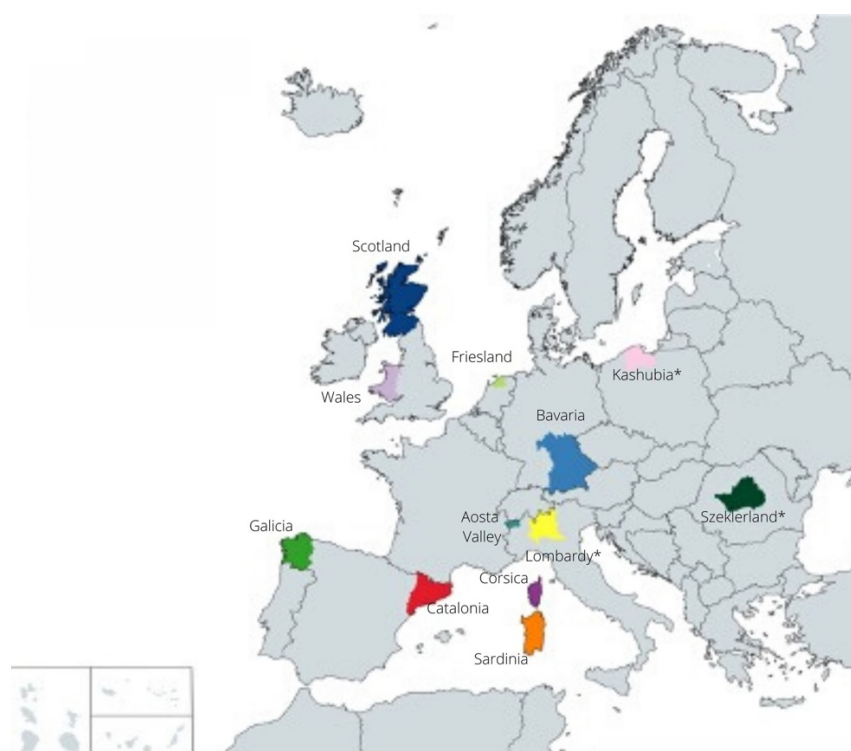 Scotland
Friesland
Kashubia*
Wales
Bavaria
Aosta
Valley
Szeklerland*
Galicia
Lombardy*
Corsica
Catalonia
Sardinia